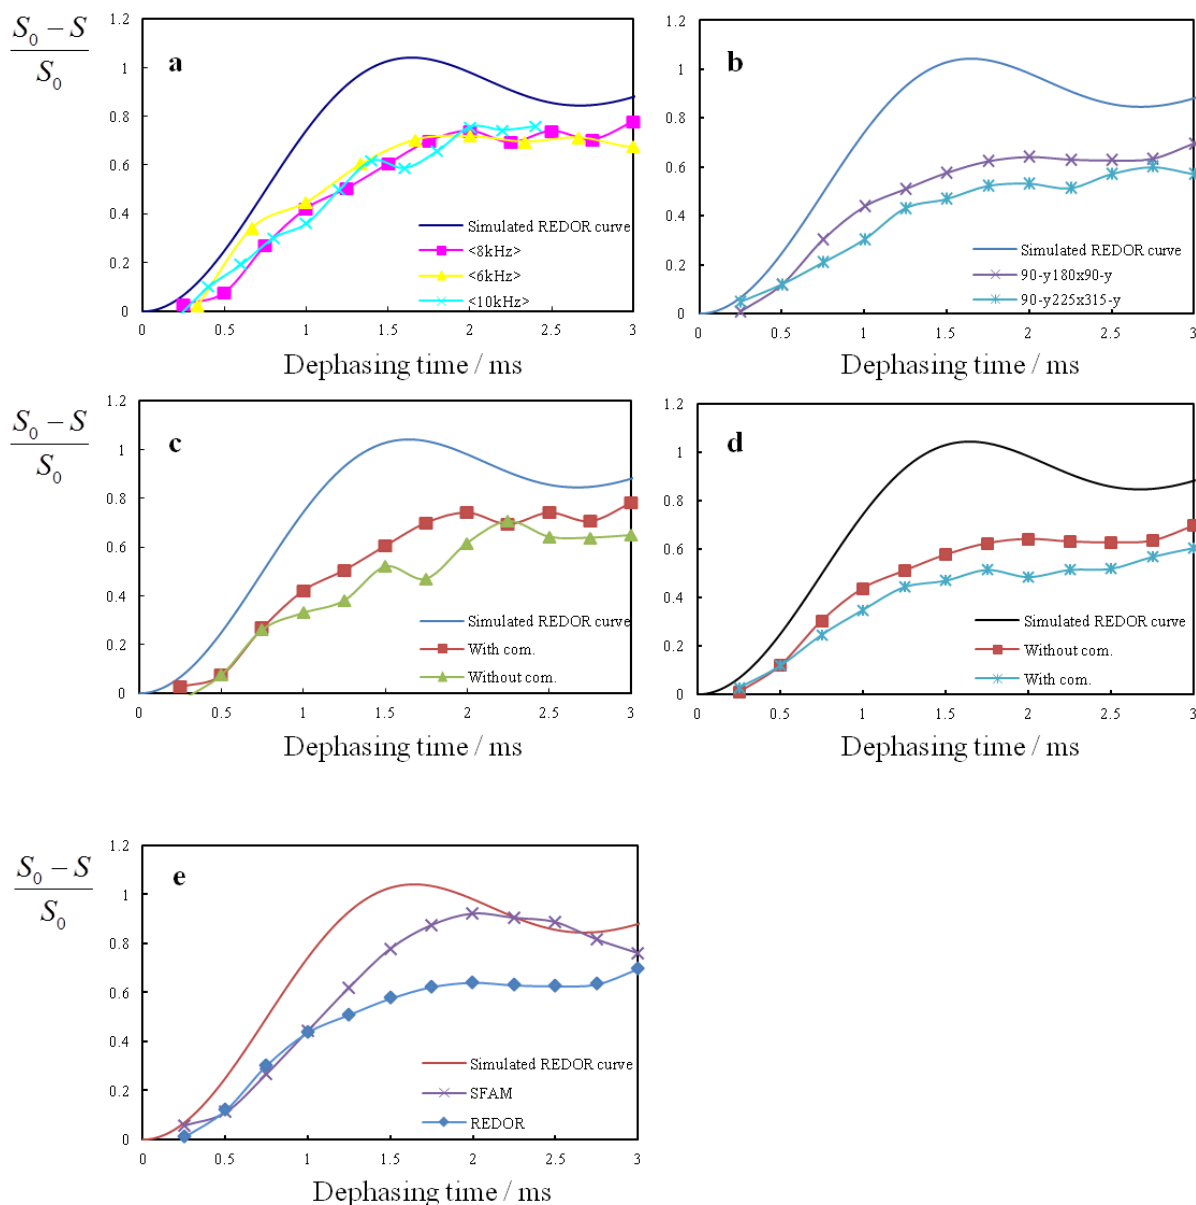 S₀ − S
S₀
a
1.2
1
0.8
0.6
0.4
0.2
0
Simulated REDOR curve
<8kHz>
<6kHz>
<10kHz>
0 0.5 1 1.5 2 2.5 3
Dephasing time / ms
b
1.2
1
0.8
0.6
0.4
0.2
0
Simulated REDOR curve
90-y180x90-y
90-y225x315-y
0 0.5 1 1.5 2 2.5 3
Dephasing time / ms
S₀ − S
S₀
c
1.2
1
0.8
0.6
0.4
0.2
0
Simulated REDOR curve
With com.
Without com.
0 0.5 1 1.5 2 2.5 3
Dephasing time / ms
d
1.2
1
0.8
0.6
0.4
0.2
0
Simulated REDOR curve
Without com.
With com.
0 0.5 1 1.5 2 2.5 3
Dephasing time / ms
S₀ − S
S₀
e
1.2
1
0.8
0.6
0.4
0.2
0
Simulated REDOR curve
SFAM
REDOR
0 0.5 1 1.5 2 2.5 3
Dephasing time / ms